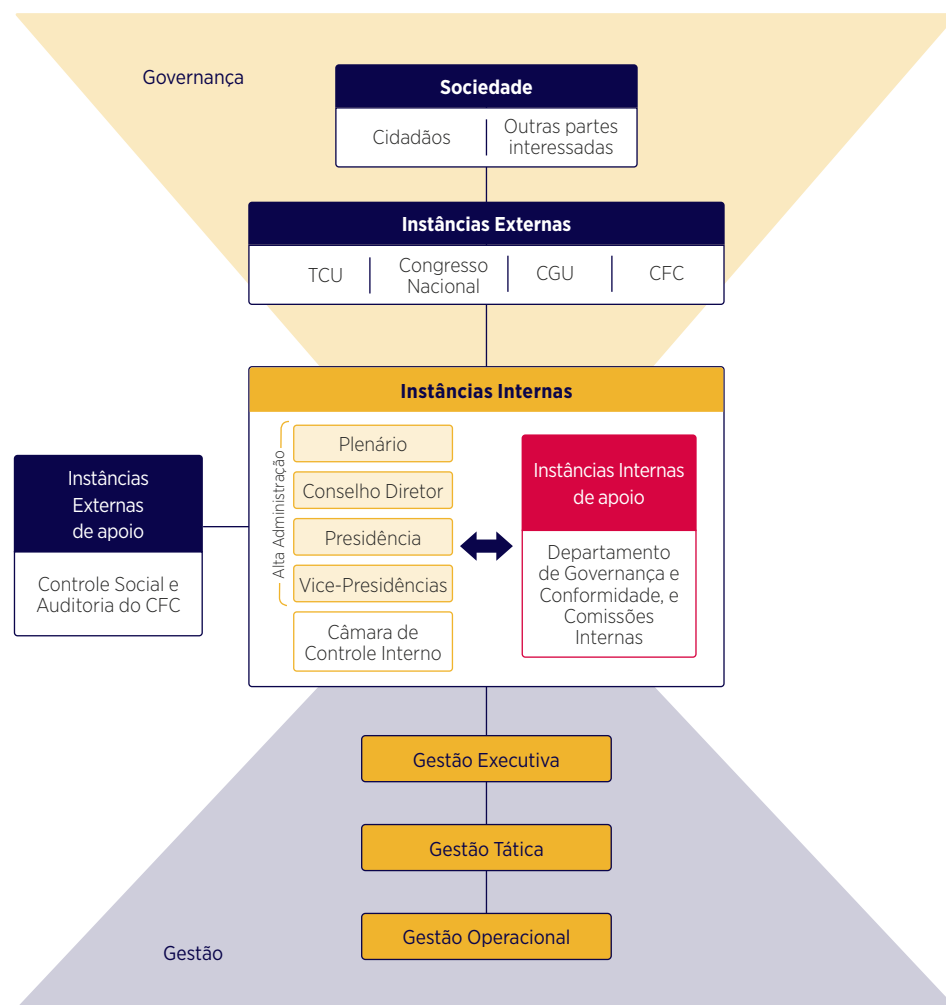 Governança
Sociedade
Cidadãos
Outras partes
interessadas
Instâncias Externas
TCU
Congresso
Nacional
CGU
CFC
Instâncias Internas
Alta Administração
Plenário
Conselho Diretor
Presidência
Vice-Presidências
Câmara de
Controle Interno
Instâncias Internas
de apoio
Departamento
de Governança e
Conformidade, e
Comissões
Internas
Instâncias
Externas
de apoio
Controle Social e
Auditoria do CFC
Gestão Executiva
Gestão Tática
Gestão Operacional
Gestão